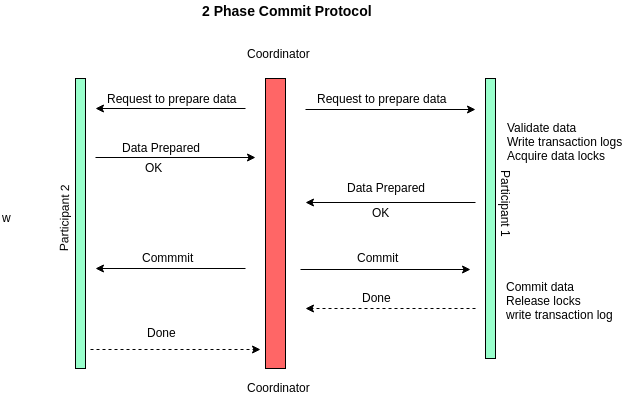 2 Phase Commit Protocol
Coordinator
Request to prepare data
Request to prepare data
Validate data
Write transaction logs
Acquire data locks
Data Prepared
OK
Data Prepared
OK
Participant 2
Participant 1
w
Commmit
Commit
Commit data
Release locks
write transaction log
Done
Done
Coordinator